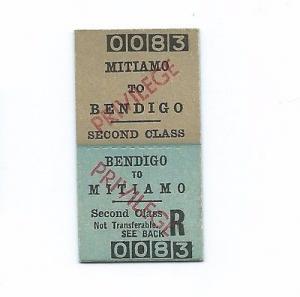 0083
MITIAMO
TO
BENDIGO
SECOND CLASS
PRIVILEGE
BENDIGO
TO
MITIAMO
PRIVILEGE
Second Class R
Not Transferable.
SEE BACK
0083